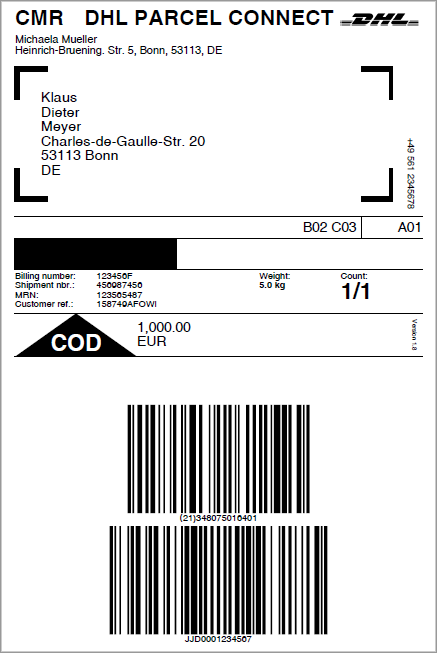 CMR DHL PARCEL CONNECT DHL
Michaela Mueller
Heinrich-Bruening. Str. 5, Bonn, 53113, DE
Klaus
Dieter
Meyer
Charles-de-Gaulle-Str. 20
53113 Bonn
DE
+49 561 2345678
B02 C03 A01
Billing number: 123456F
Shipment nbr.: 456987456
MRN: 123565487
Customer ref.: 158749AFOWI
Weight:
5.0 kg
Count:
1/1
COD
1,000.00
EUR
Version 1.8
(21)348075016401
JJD0001234567